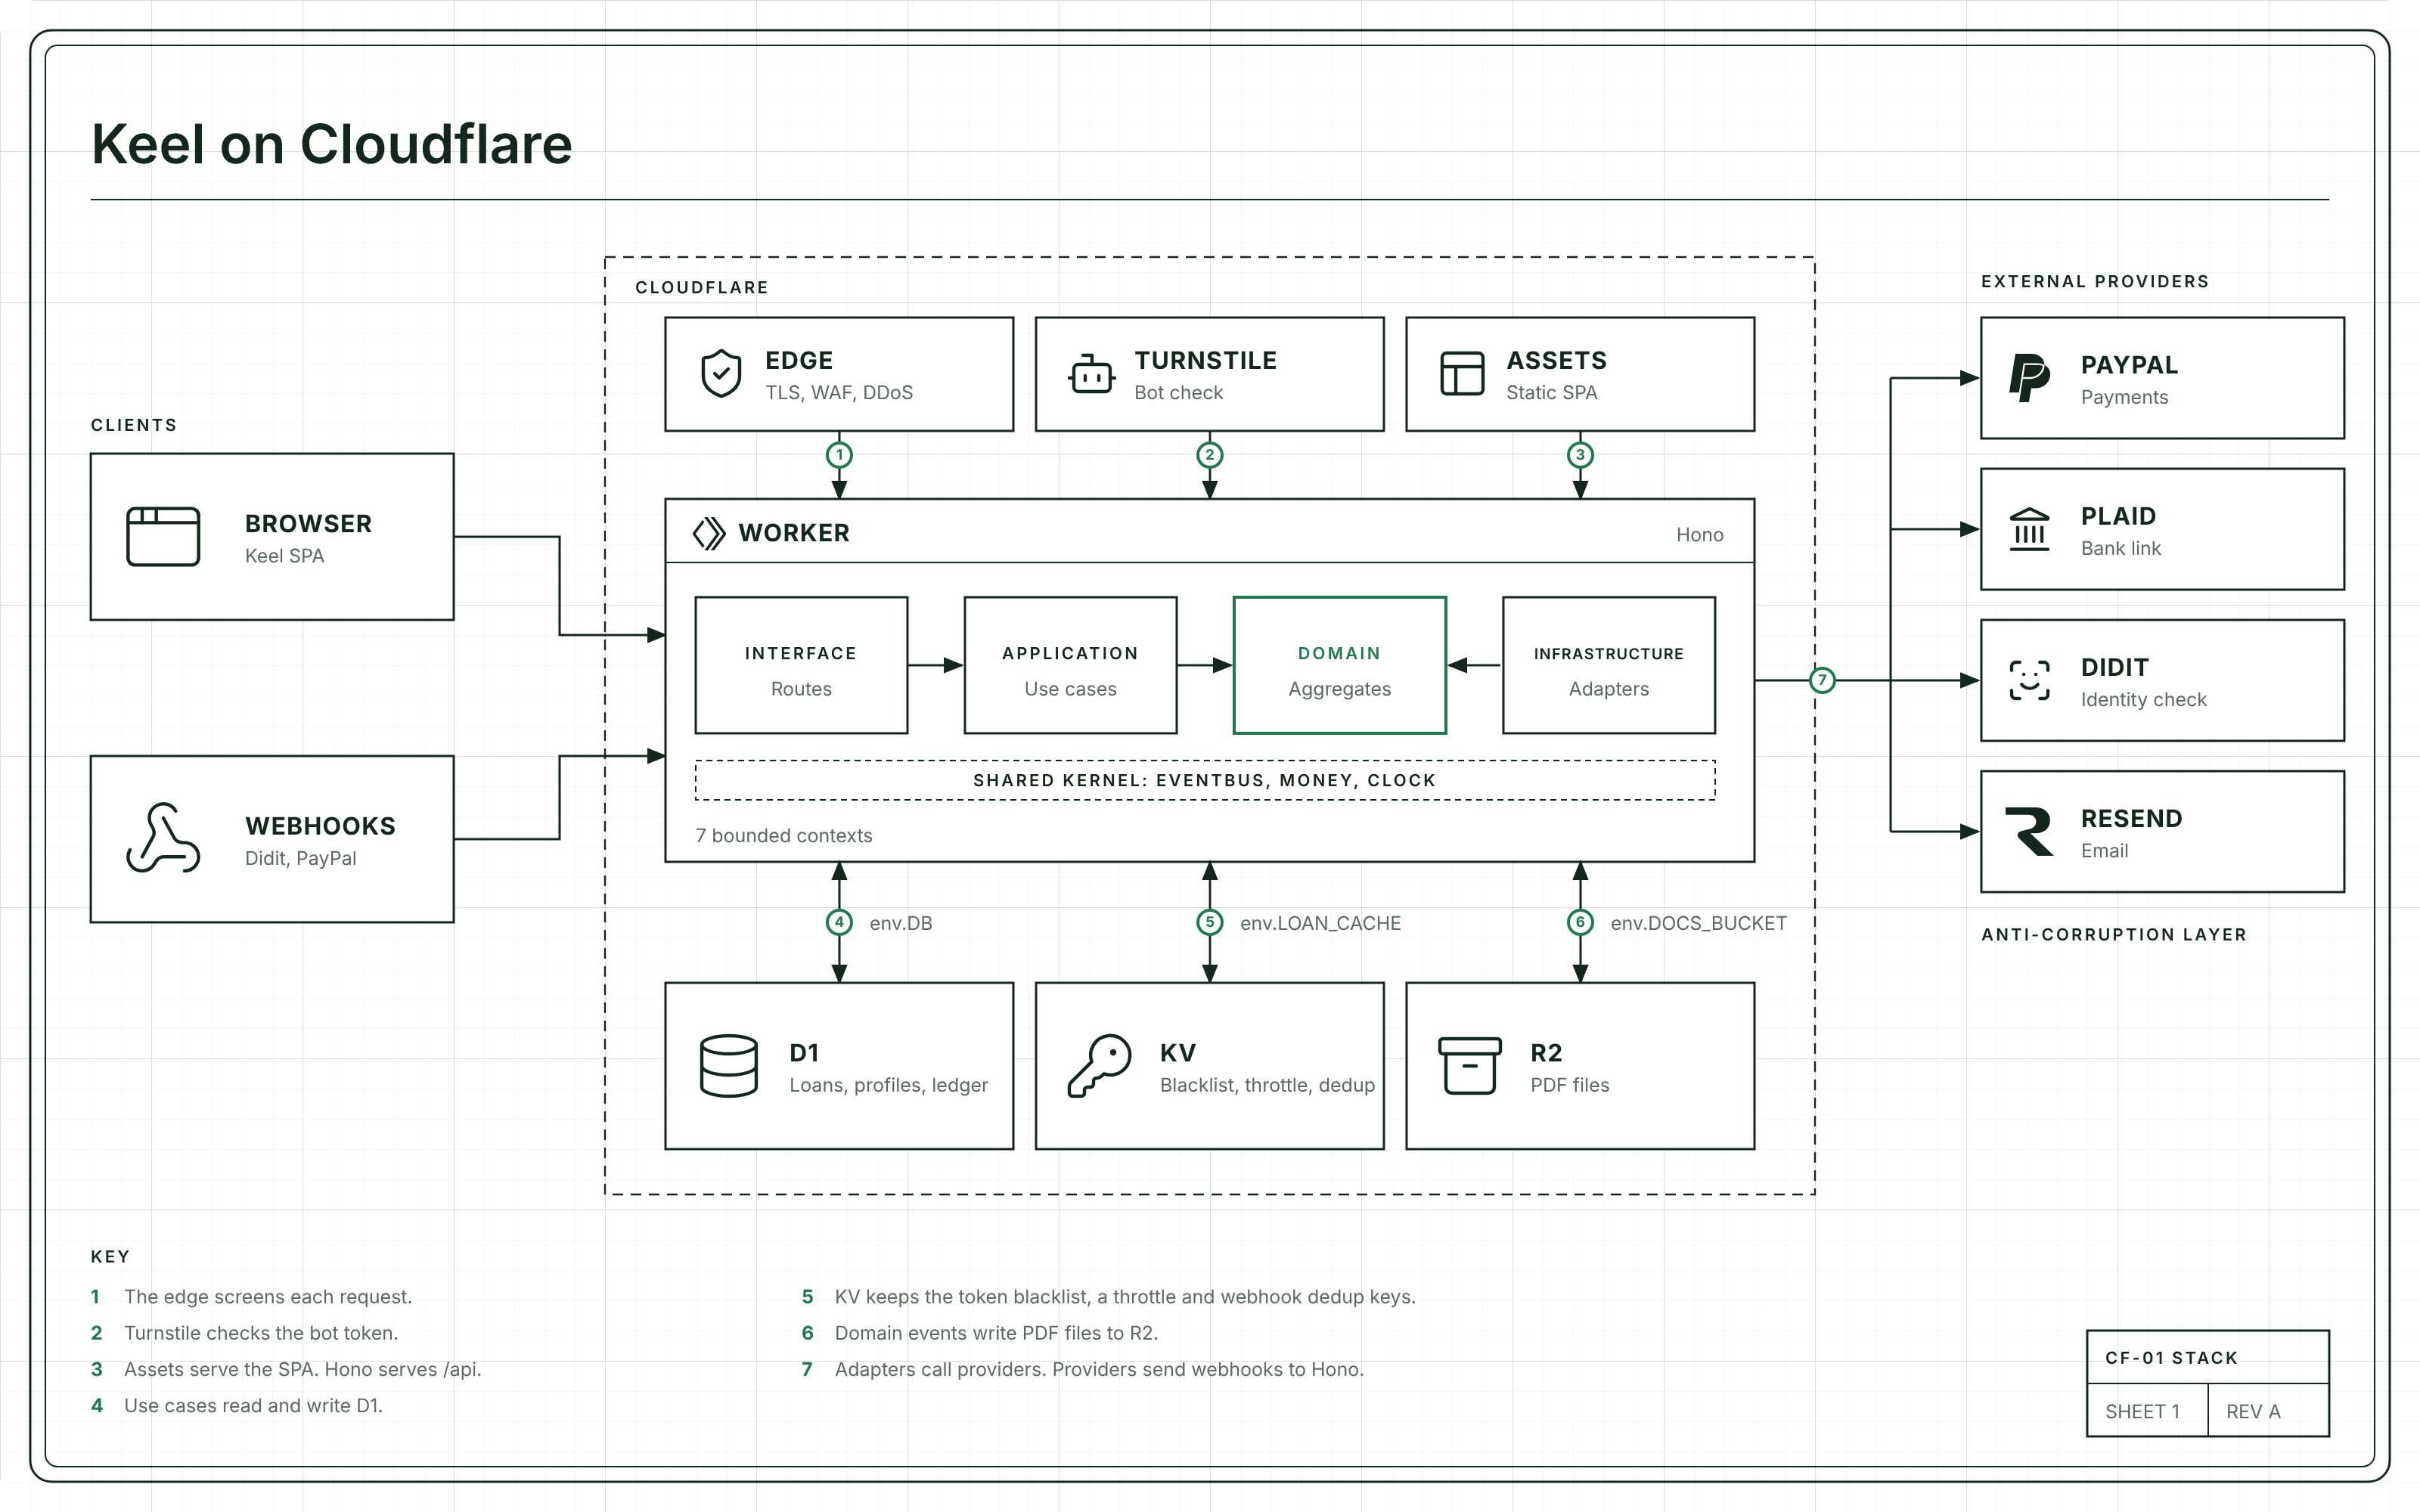 Keel on Cloudflare
CLOUDFLARE
EXTERNAL PROVIDERS
EDGE
TLS, WAF, DDoS
TURNSTILE
Bot check
ASSETS
Static SPA
PAYPAL
Payments
CLIENTS
1
2
3
BROWSER
Keel SPA
WORKER
Hono
PLAID
Bank link
INTERFACE
Routes
APPLICATION
Use cases
DOMAIN
Aggregates
INFRASTRUCTURE
Adapters
7
DIDIT
Identity check
SHARED KERNEL: EVENTBUS, MONEY, CLOCK
WEBHOOKS
Didit, PayPal
7 bounded contexts
RESEND
Email
4 env.DB
5 env.LOAN_CACHE
6 env.DOCS_BUCKET
ANTI-CORRUPTION LAYER
D1
Loans, profiles, ledger
KV
Blacklist, throttle, dedup
R2
PDF files
KEY
1 The edge screens each request.
2 Turnstile checks the bot token.
3 Assets serve the SPA. Hono serves /api.
4 Use cases read and write D1.
5 KV keeps the token blacklist, a throttle and webhook dedup keys.
6 Domain events write PDF files to R2.
7 Adapters call providers. Providers send webhooks to Hono.
CF-01 STACK
SHEET 1
REV A